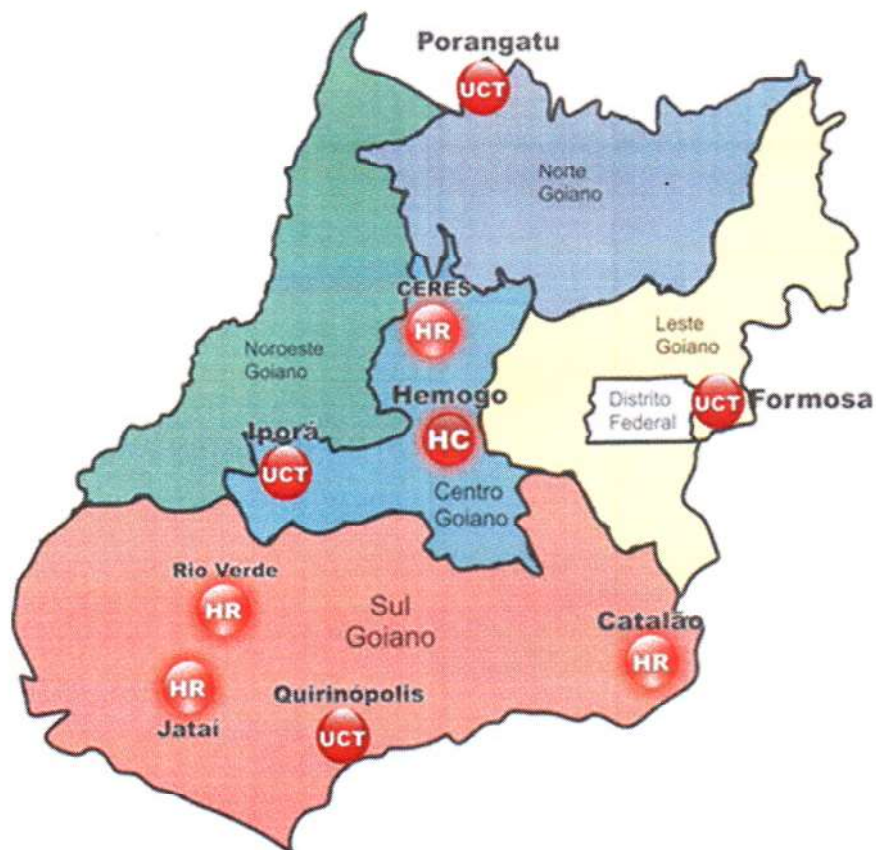 Porangatu
UCT
Norte
Goiano
CERES
HR
Noroeste
Goiano
Leste
Goiano
Hemogo
HC
Distrito
Federal
UCT
Formosa
Iporá
UCT
Centro
Goiano
Rio Verde
HR
Sul
Goiano
Catalão
HR
HR
Jataí
Quirinópolis
UCT